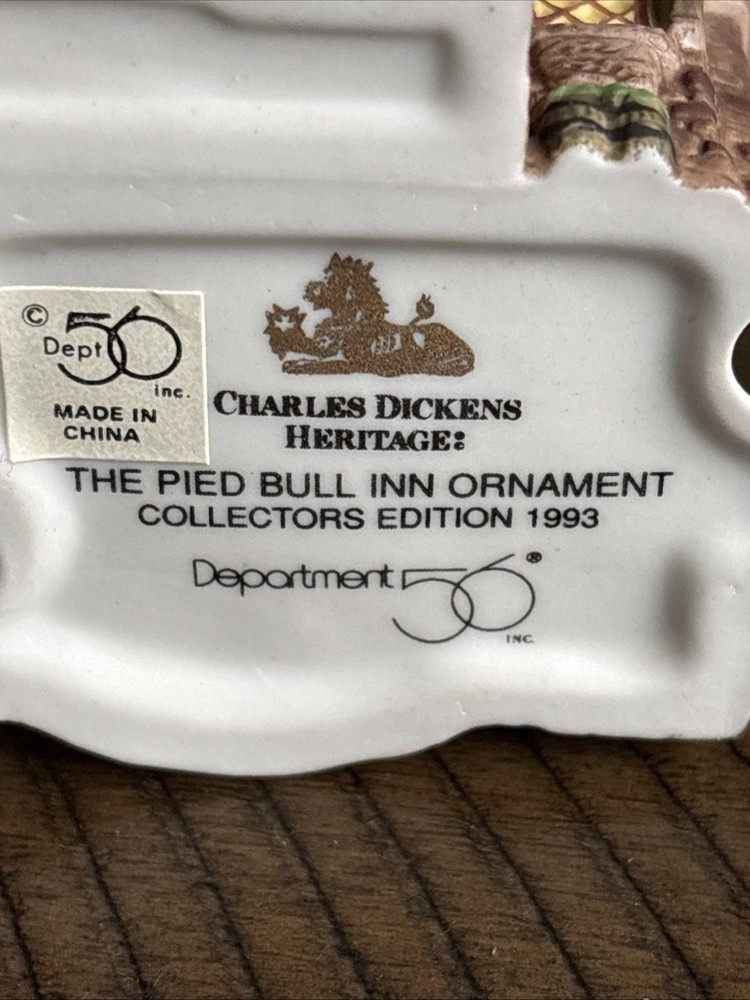 © Dept 56
inc.
MADE IN
CHINA
CHARLES DICKENS
HERITAGE:
THE PIED BULL INN ORNAMENT
COLLECTORS EDITION 1993
Department 56®
INC.